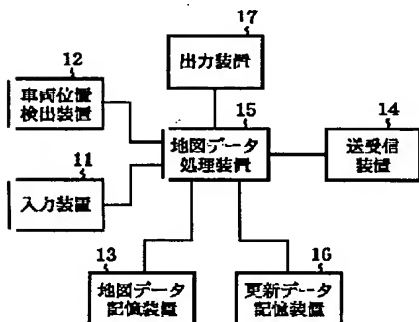 17
出力装置
12
車両位置
検出装置
15
地図データ
処理装置
14
送受信
装置
11
入力装置
13
地図データ
記憶装置
16
更新データ
記憶装置